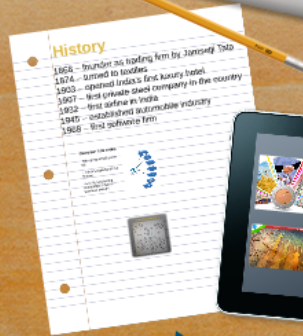 History
1868 – founder as trading firm by Jamsetji Tata
1874 – turned to textiles
1903 – opened India's first luxury hotel
1907 – first private steel company in the country
1932 – first airline in India
1945 – established automobile industry
1968 – first software firm